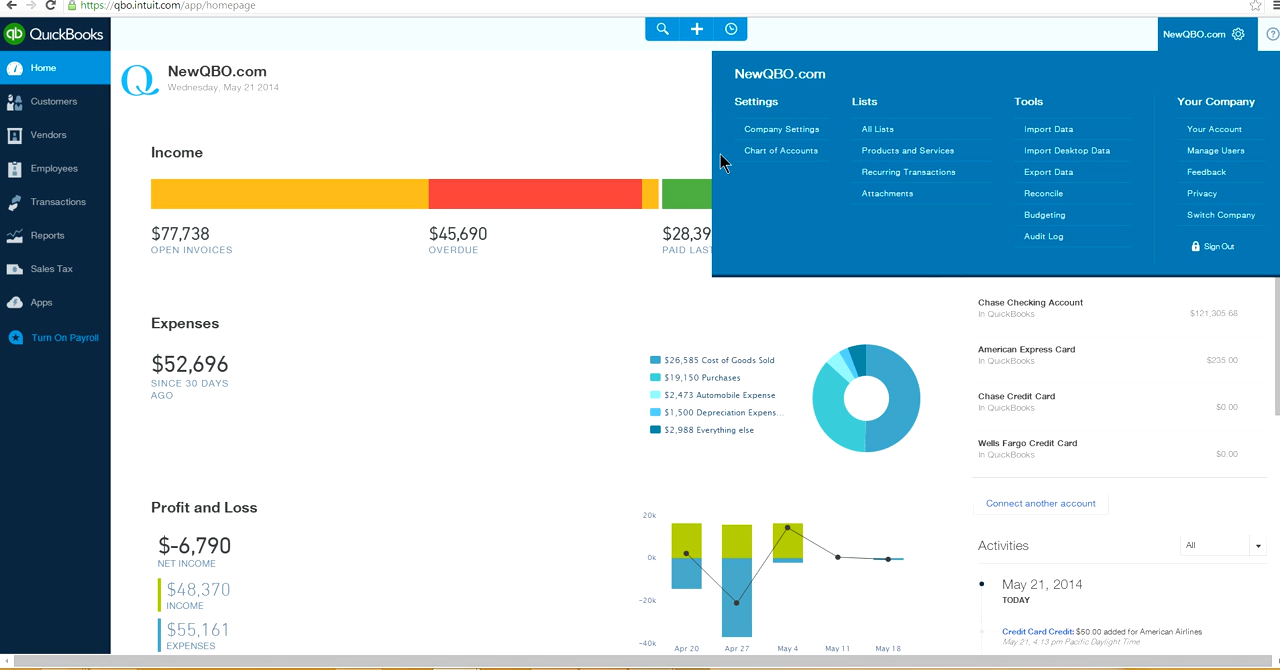 https://qbo.intuit.com/app/homepage
qb QuickBooks
NewQBO.com
Home
Customers
Vendors
Employees
Transactions
Reports
Sales Tax
Apps
Turn On Payroll
NewQBO.com
Wednesday, May 21 2014
NewQBO.com
Settings
Company Settings
Chart of Accounts
Lists
All Lists
Products and Services
Recurring Transactions
Attachments
Tools
Import Data
Import Desktop Data
Export Data
Reconcile
Budgeting
Audit Log
Your Company
Your Account
Manage Users
Feedback
Privacy
Switch Company
Sign Out
Income
$77,738
OPEN INVOICES
$45,690
OVERDUE
$28,39
PAID LAS
Expenses
$52,696
SINCE 30 DAYS
AGO
$26,585 Cost of Goods Sold
$19,150 Purchases
$2,473 Automobile Expense
$1,500 Depreciation Expens...
$2,988 Everything else
Profit and Loss
$-6,790
NET INCOME
$48,370
INCOME
$55,161
EXPENSES
20k
0k
-20k
-40k
Apr 20 Apr 27 May 4 May 11 May 18
Chase Checking Account
In QuickBooks
$121,305.68
American Express Card
In QuickBooks
$235.00
Chase Credit Card
In QuickBooks
$0.00
Wells Fargo Credit Card
In QuickBooks
$0.00
Connect another account
Activities
All
May 21, 2014
TODAY
Credit Card Credit: $50.00 added for American Airlines
May 21, 4:13 pm Pacific Daylight Time